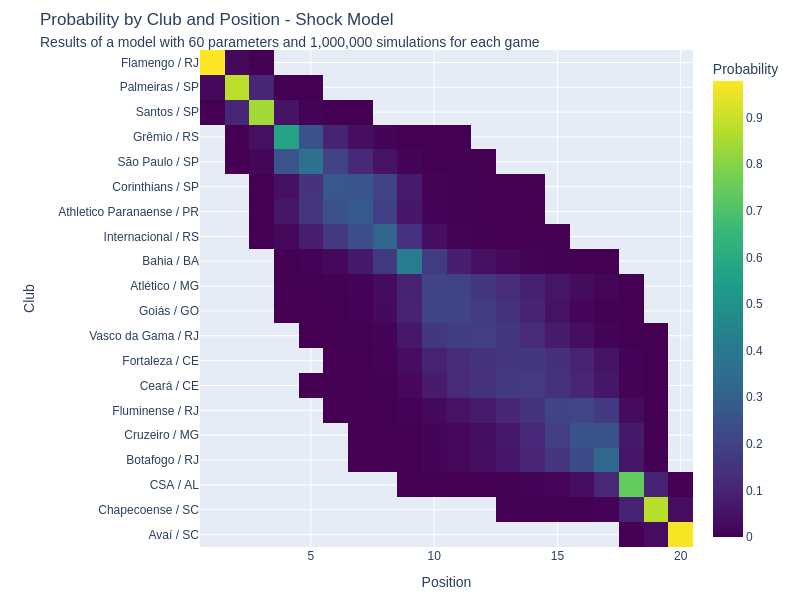 Probability by Club and Position - Shock Model
Results of a model with 60 parameters and 1,000,000 simulations for each game
Probability
Flamengo / RJ
Palmeiras / SP
Santos / SP
Grêmio / RS
São Paulo / SP
Corinthians / SP
Athletico Paranaense / PR
Internacional / RS
Bahia / BA
Atlético / MG
Goiás / GO
Vasco da Gama / RJ
Fortaleza / CE
Ceará / CE
Fluminense / RJ
Cruzeiro / MG
Botafogo / RJ
CSA / AL
Chapecoense / SC
Avaí / SC
Club
5
10
15
20
Position
0.9
0.8
0.7
0.6
0.5
0.4
0.3
0.2
0.1
0